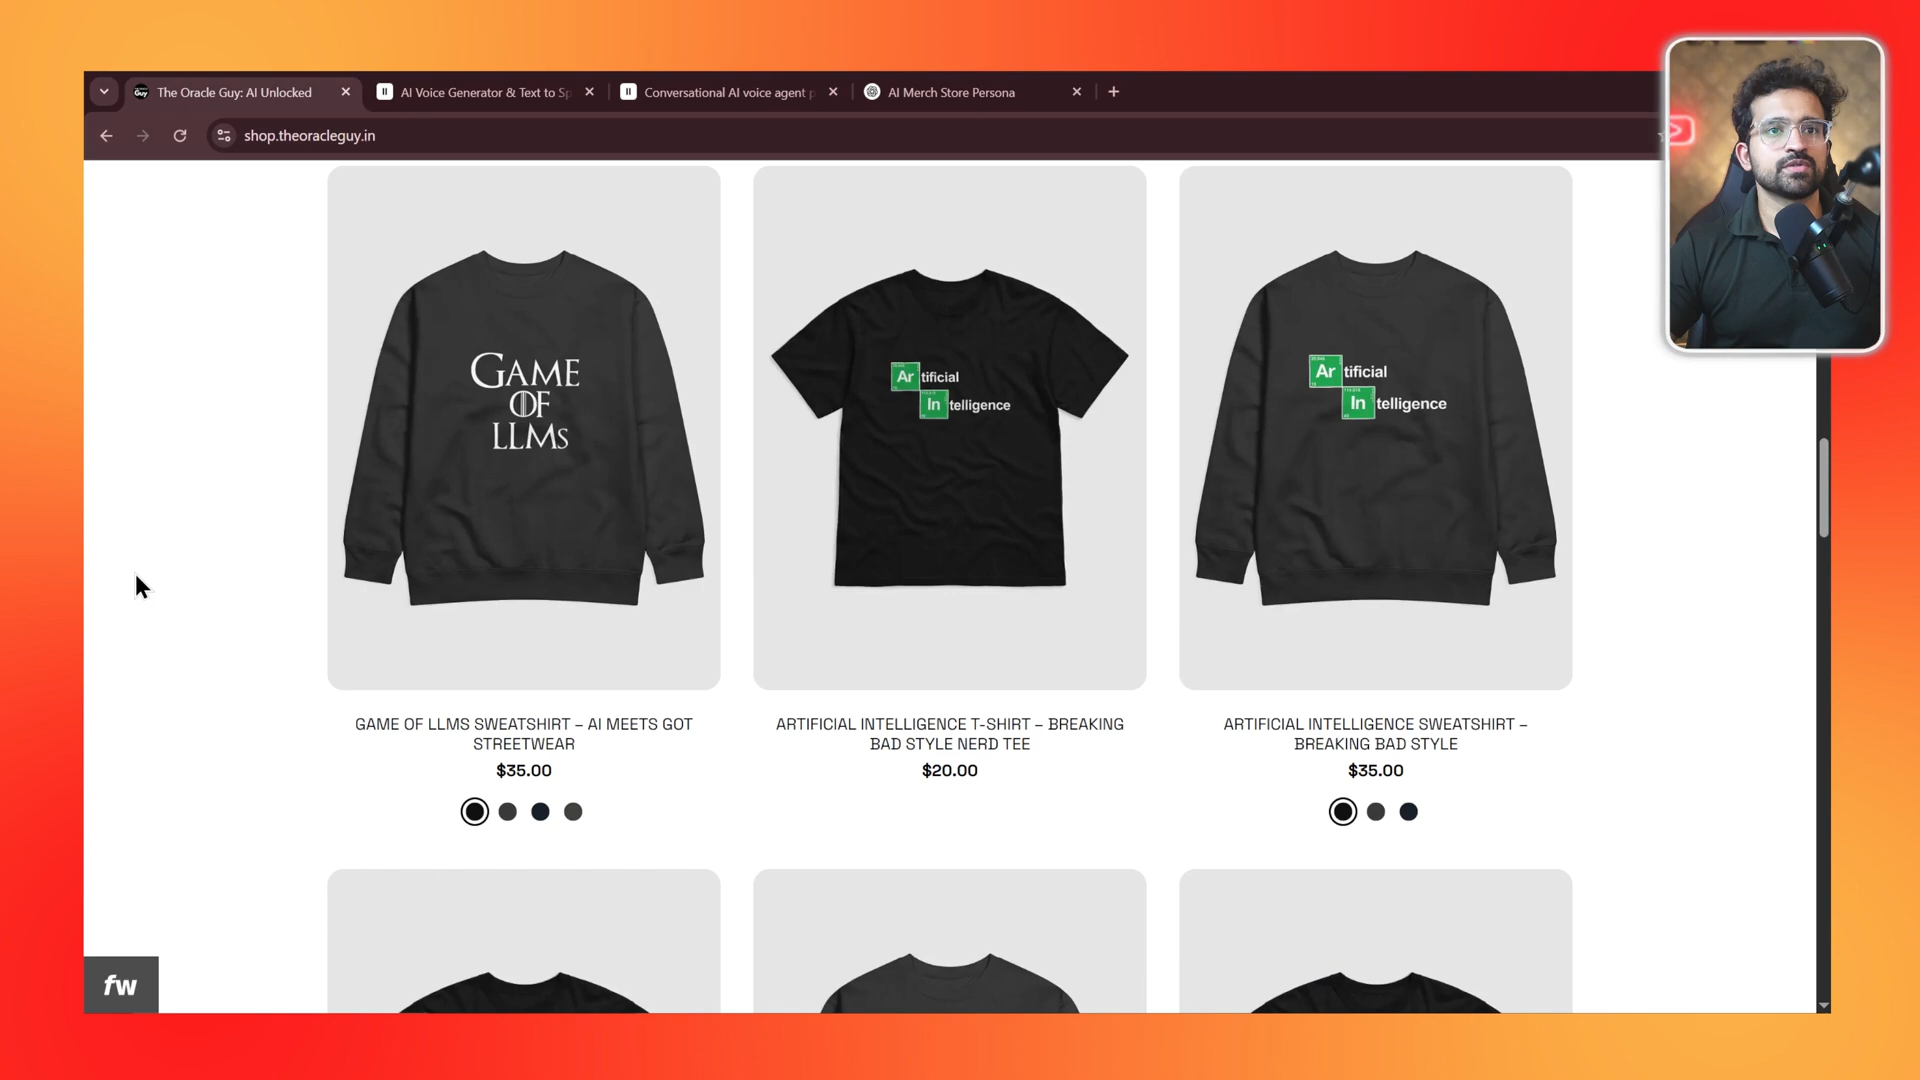 The Oracle Guy: AI Unlocked
AI Voice Generator & Text to Sp
Conversational AI voice agent p
AI Merch Store Persona
shop.theoracleguy.in
GAME
OF
LLMs
Ar tificial
In telligence
Ar tificial
In telligence
GAME OF LLMS SWEATSHIRT – AI MEETS GOT
STREETWEAR
$35.00
ARTIFICIAL INTELLIGENCE T-SHIRT – BREAKING
BAD STYLE NERD TEE
$20.00
ARTIFICIAL INTELLIGENCE SWEATSHIRT –
BREAKING BAD STYLE
$35.00
fw